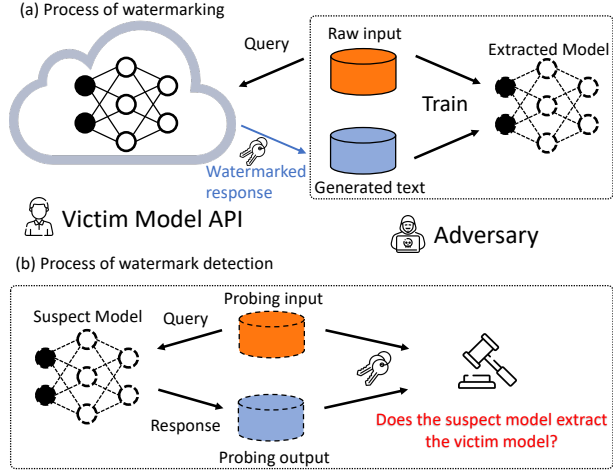 (a) Process of watermarking
Query
Raw input
Extracted Model
Train
Watermarked
response
Generated text
Victim Model API
Adversary
(b) Process of watermark detection
Suspect Model
Query
Probing input
Response
Probing output
Does the suspect model extract
the victim model?